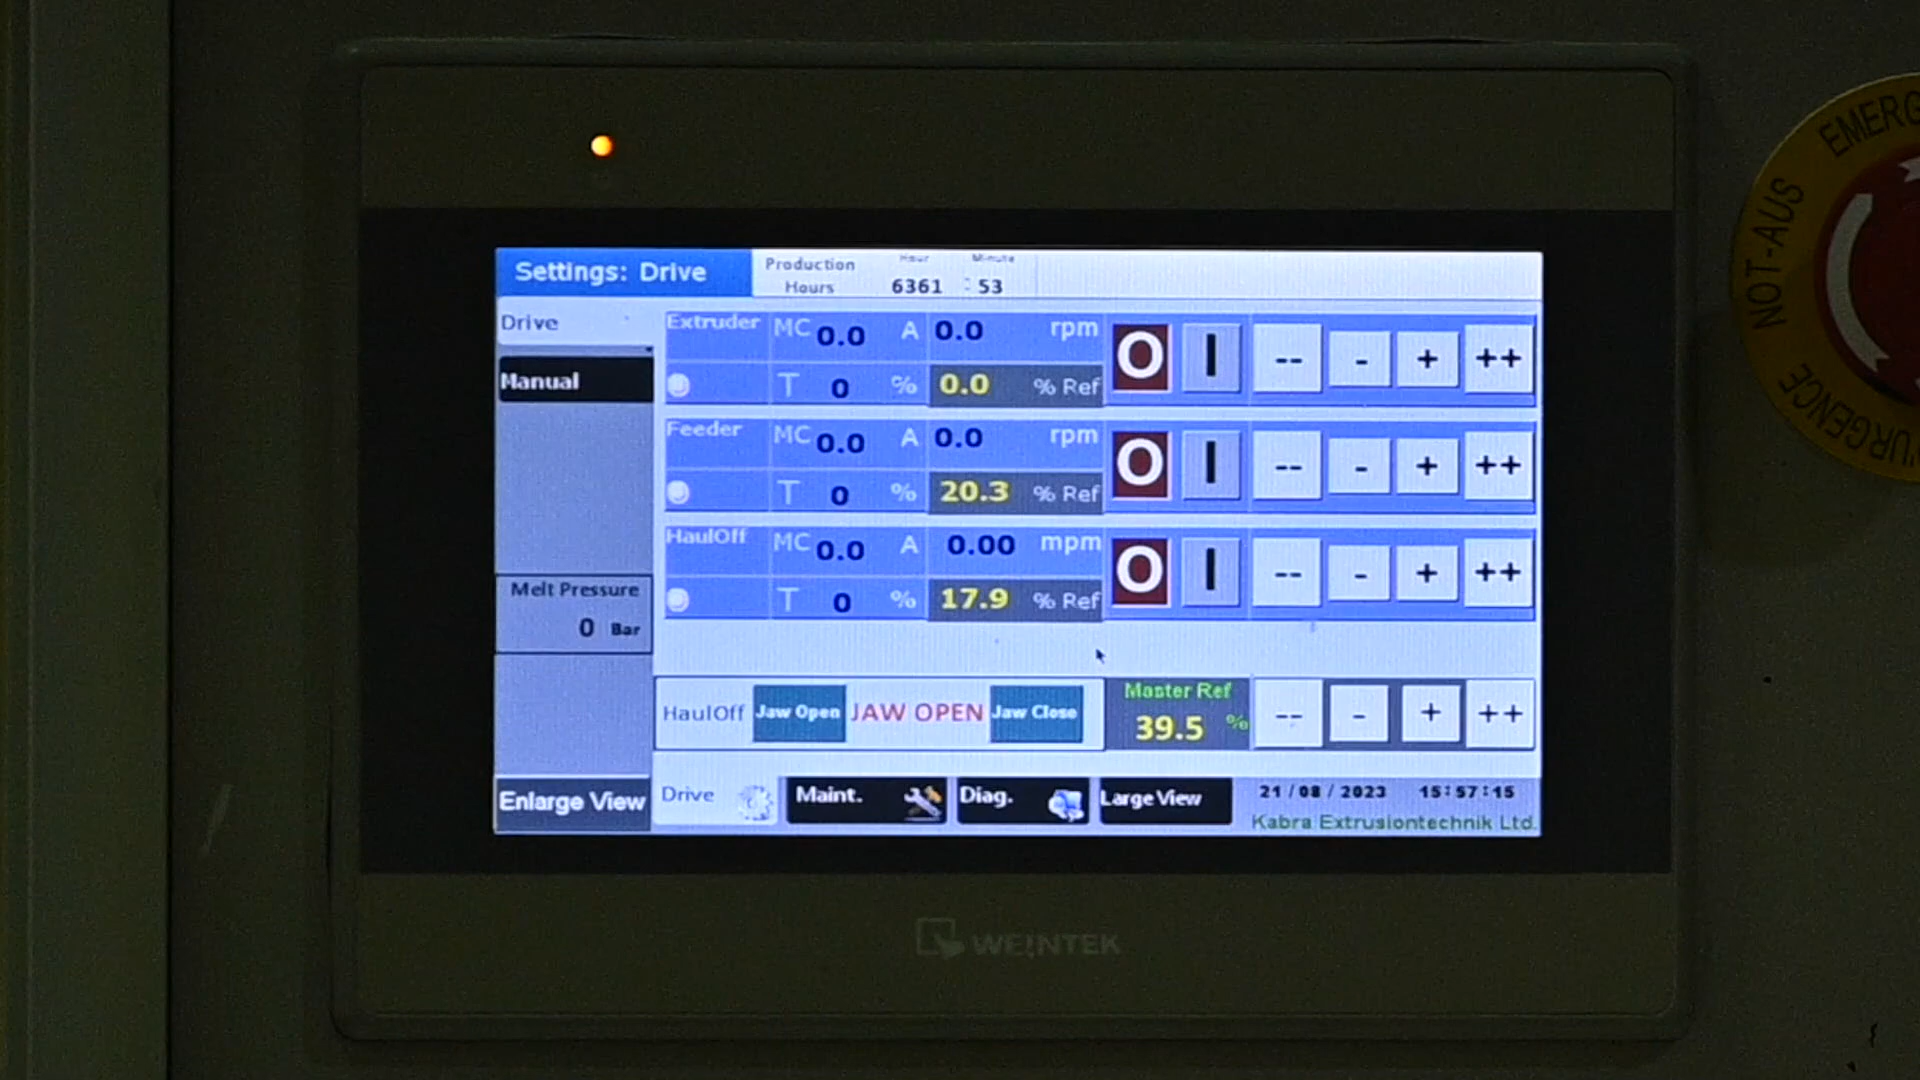 Settings: Drive
Production Hours
Hour Minute
6361 : 53
Drive
Manual
Extruder MC 0.0 A 0.0 rpm
T 0 % 0.0 % Ref
O I -- - + ++
Feeder MC 0.0 A 0.0 rpm
T 0 % 20.3 % Ref
O I -- - + ++
HaulOff MC 0.0 A 0.00 mpm
T 0 % 17.9 % Ref
O I -- - + ++
Melt Pressure
0 Bar
HaulOff Jaw Open JAW OPEN Jaw Close
Master Ref
39.5 %
-- - + ++
Enlarge View
Drive Maint. Diag. Large View
21/08/2023 15:57:15
Kabra Extrusiontechnik Ltd.
WEINTEK
NOT-AUS